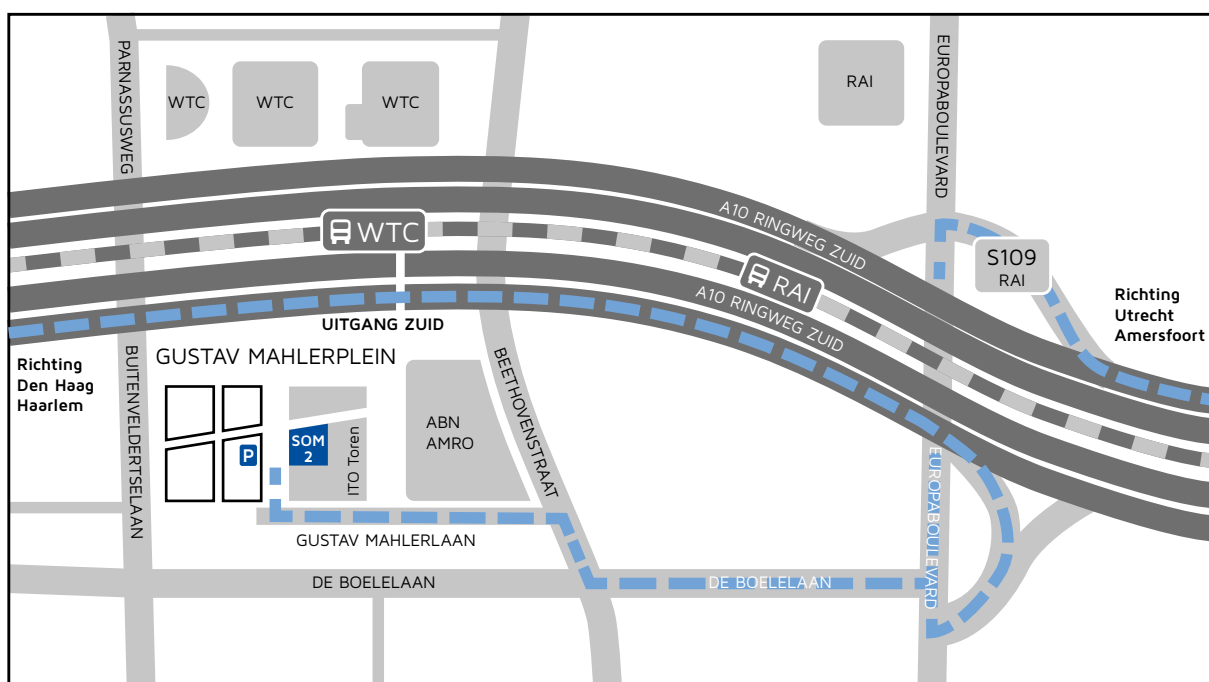 PARNASSUSWEG
WTC
WTC
WTC
RAI
EUROPABOULEVARD
A10 RINGWEG ZUID
WTC
RAI
S109
RAI
A10 RINGWEG ZUID
Richting
Utrecht
Amersfoort
UITGANG ZUID
Richting
Den Haag
Haarlem
BUITENVELDERTSELAAN
GUSTAV MAHLERPLEIN
BEETHOVENSTRAAT
P
SOM
2
ITO Toren
ABN
AMRO
EUROPABOULEVARD
GUSTAV MAHLERLAAN
DE BOELELAAN
DE BOELELAAN